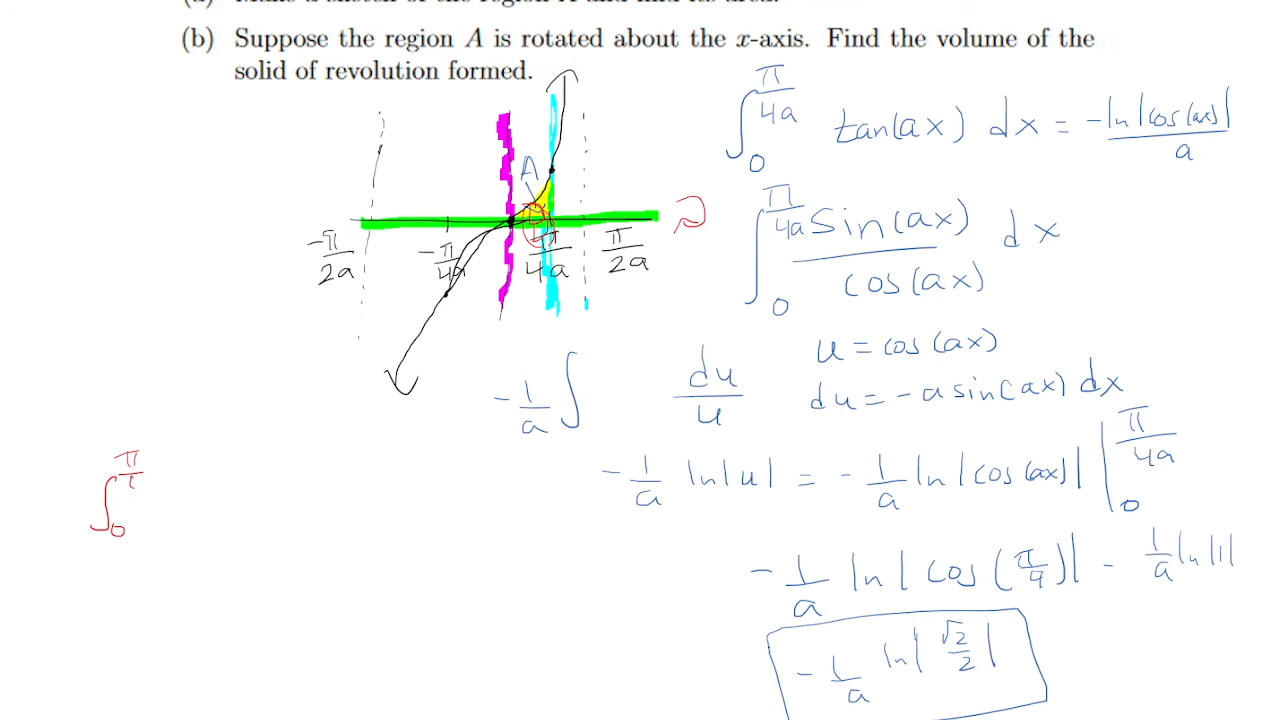 (b) Suppose the region A is rotated about the x-axis. Find the volume of the
solid of revolution formed.
A
-π/2a -π/4a π/4a π/2a
∫_0^{π/4a} tan(ax) dx = -ln|cos(ax)|/a
∫_0^{π/4a} sin(ax)/cos(ax) dx
u = cos(ax)
-1/a ∫ du/u du = -a sin(ax) dx
-1/a ln|u| = -1/a ln|cos(ax)| |_0^{π/4a}
∫_0^π
-1/a ln|cos(π/4)| - 1/a ln|1|
-1/a ln|√2/2|